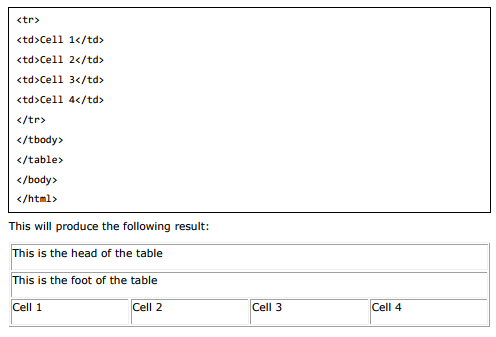 <tr>
<td>Cell 1</td>
<td>Cell 2</td>
<td>Cell 3</td>
<td>Cell 4</td>
</tr>
</tbody>
</table>
</body>
</html>
This will produce the following result:
This is the head of the table
This is the foot of the table
Cell 1 Cell 2 Cell 3 Cell 4